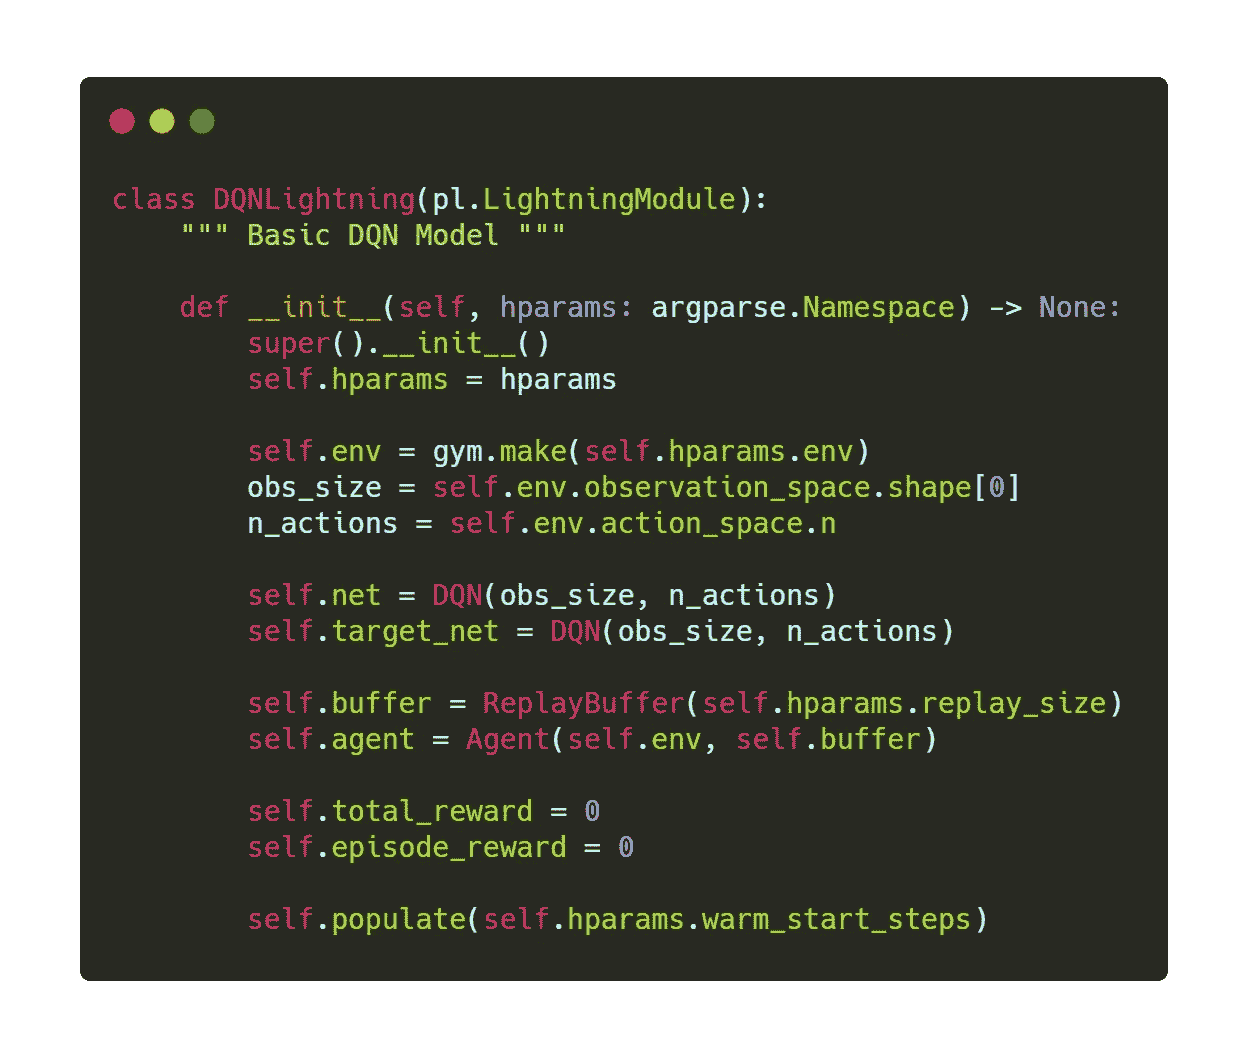 class DQNLightning(pl.LightningModule):
    """ Basic DQN Model """

    def __init__(self, hparams: argparse.Namespace) -> None:
        super().__init__()
        self.hparams = hparams

        self.env = gym.make(self.hparams.env)
        obs_size = self.env.observation_space.shape[0]
        n_actions = self.env.action_space.n

        self.net = DQN(obs_size, n_actions)
        self.target_net = DQN(obs_size, n_actions)

        self.buffer = ReplayBuffer(self.hparams.replay_size)
        self.agent = Agent(self.env, self.buffer)

        self.total_reward = 0
        self.episode_reward = 0

        self.populate(self.hparams.warm_start_steps)